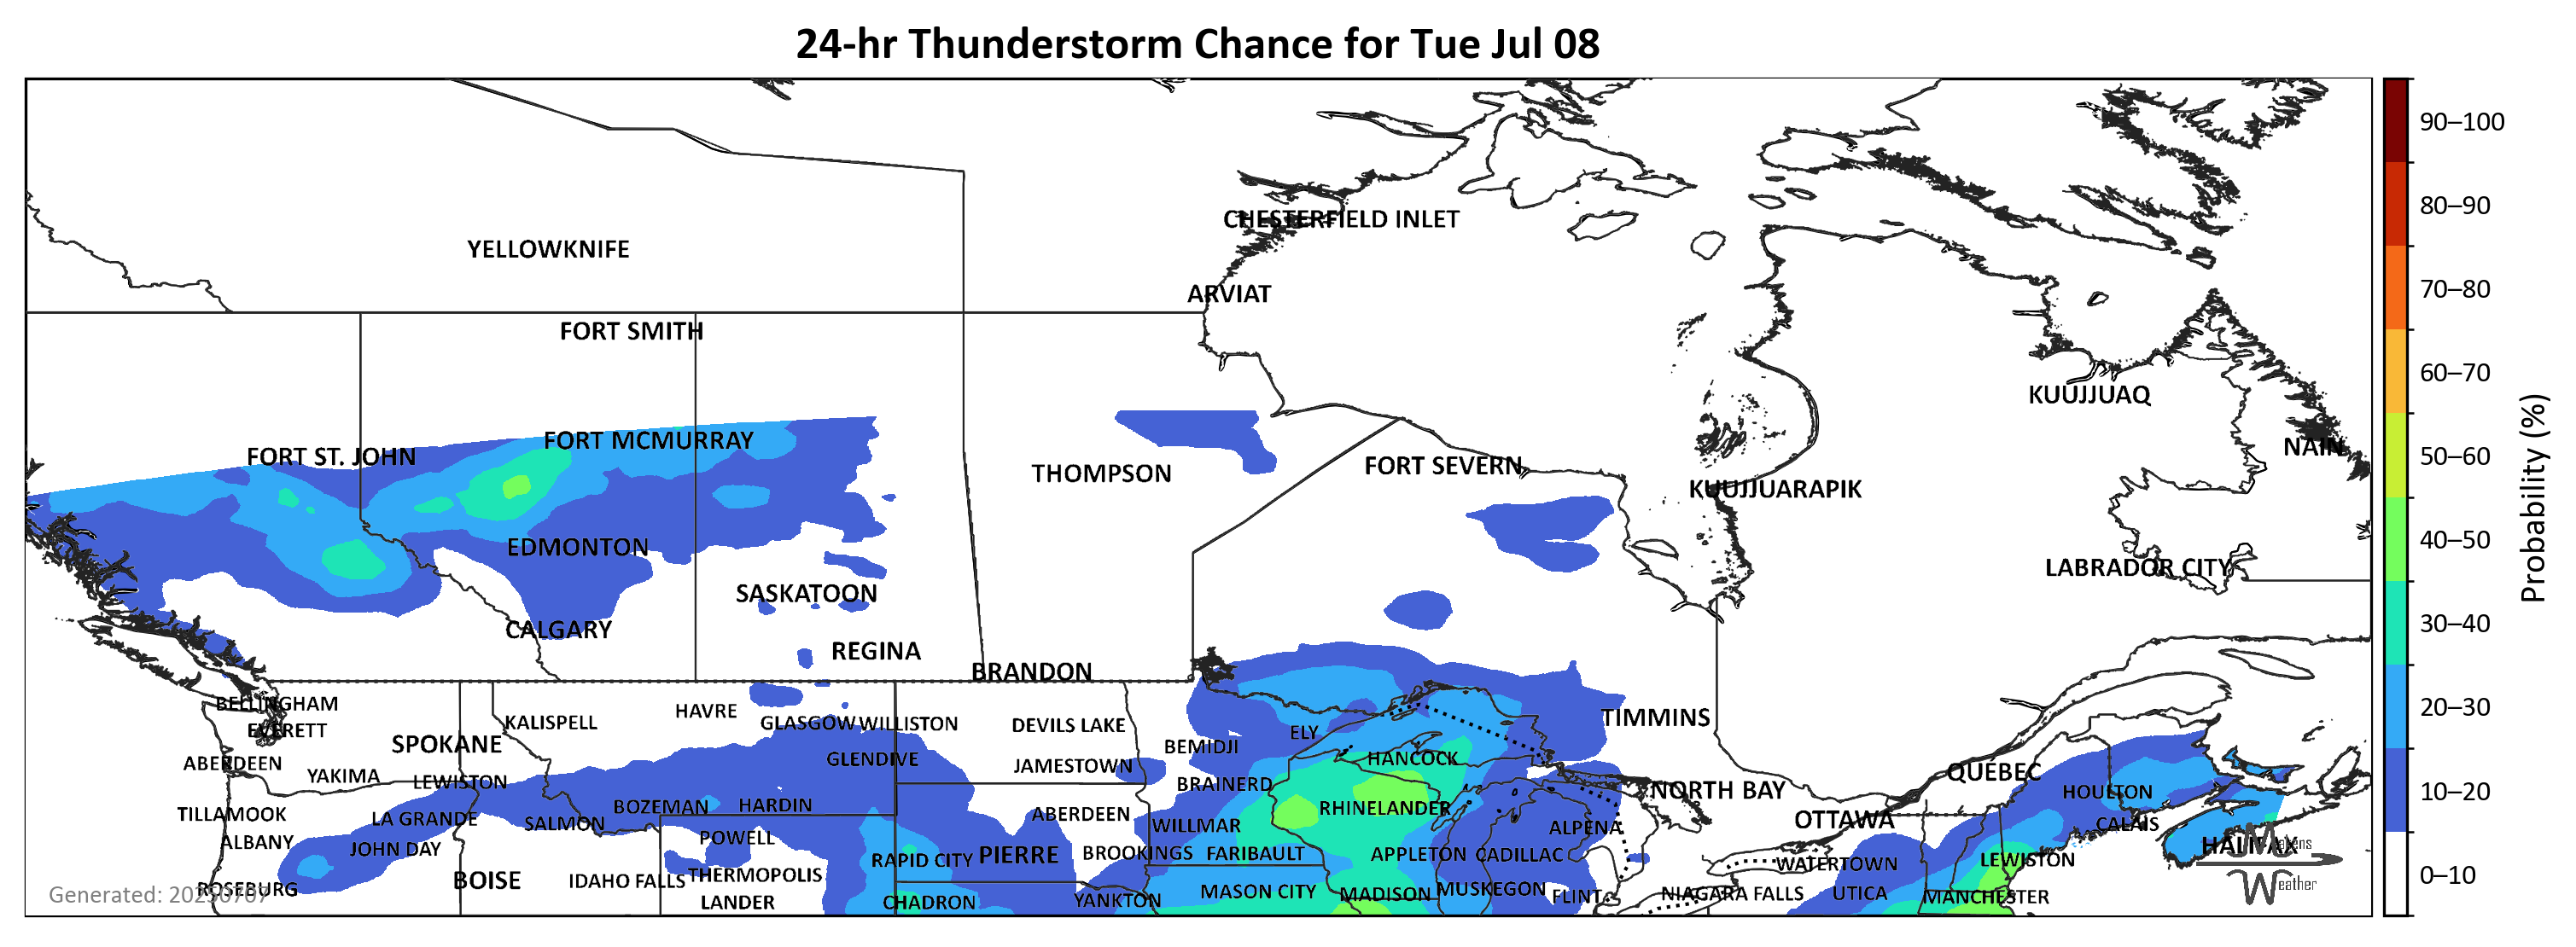 24-hr Thunderstorm Chance for Tue Jul 08
90–100
80–90
CHESTERFIELD INLET
YELLOWKNIFE
ARVIAT
70–80
FORT SMITH
60–70
KUUJJUAQ
FORT MCMURRAY
NAIN
50–60
FORT ST. JOHN
FORT SEVERN
THOMPSON
KUUJJUARAPIK
Probability (%)
40–50
EDMONTON
LABRADOR CITY
SASKATOON
30–40
CALGARY
REGINA
BRANDON
BELLINGHAM
HAVRE
20–30
KALISPELL
GLASGOW
WILLISTON
DEVILS LAKE
TIMMINS
EVERETT
ELY
SPOKANE
BEMIDJI
GLENDIVE
HANCOCK
ABERDEEN
JAMESTOWN
QUÉBEC
YAKIMA
LEWISTON
BRAINERD
NORTH BAY
HOULTON
10–20
BOZEMAN
HARDIN
RHINELANDER
TILLAMOOK
LA GRANDE
ABERDEEN
OTTAWA
SALMON
WILLMAR
ALPENA
CALAIS
ALBANY
POWELL
JOHN DAY
RAPID CITY
PIERRE
BROOKINGS
FARIBAULT
APPLETON
CADILLAC
HALIFAX
LEWISTON
WATERTOWN
BOISE
IDAHO FALLS
THERMOPOLIS
0–10
ROSEBURG
MASON CITY
MADISON
MUSKEGON
FLINT
NIAGARA FALLS
UTICA
MANCHESTER
Generated: 20250707
LANDER
CHADRON
YANKTON
Weather